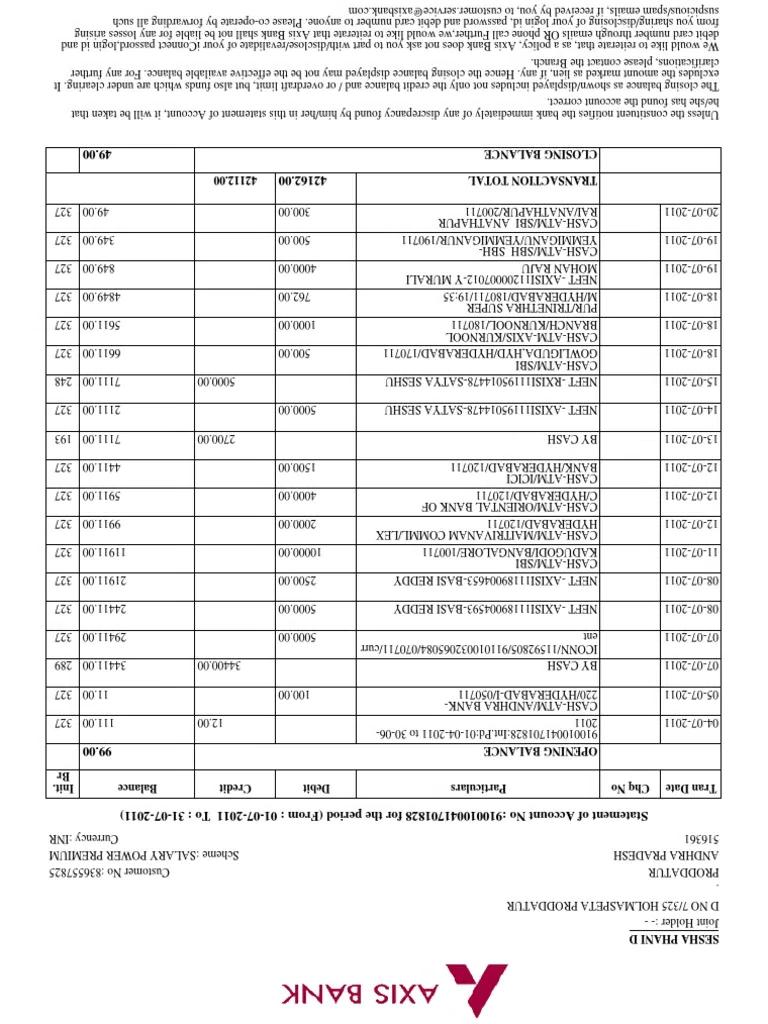 AXIS BANK
SESHA PHANI D
Joint Holder :- -
D NO 7/325 HOLMASPETA PRODDATUR
.
PRODDATUR Customer No :836557825
ANDHRA PRADESH Scheme :SALARY POWER PREMIUM
516361 Currency :INR
Statement of Account No :910010041701828 for the period (From : 01-07-2011 To : 31-07-2011)
Tran Date Chq No Particulars Debit Credit Balance Init.
Br
OPENING BALANCE 99.00
04-07-2011 910010041701828:Int.Pd:01-04-2011 to 30-06- 12.00 111.00 327
2011
05-07-2011 CASH-ATM/ANDHRA BANK- 100.00 11.00 327
220/HYDERABAD-I/050711
07-07-2011 BY CASH 34400.00 34411.00 289
07-07-2011 ICONN/11592805/911010032065084/070711/curr 5000.00 29411.00 327
ent
08-07-2011 NEFT -AXISI11189004593-BASI REDDY 5000.00 24411.00 327
08-07-2011 NEFT -AXISI11189004653-BASI REDDY 2500.00 21911.00 327
11-07-2011 CASH-ATM/SBI 10000.00 11911.00 327
KADUGODI/BANGALORE/100711
12-07-2011 CASH-ATM/MAITRIVANAM COMML/LEX 2000.00 9911.00 327
HYDERABAD/120711
12-07-2011 CASH-ATM/ORIENTAL BANK OF 4000.00 5911.00 327
C/HYDERABAD/120711
12-07-2011 CASH-ATM/ICICI 1500.00 4411.00 327
BANK/HYDERABAD/120711
13-07-2011 BY CASH 2700.00 7111.00 193
14-07-2011 NEFT -AXISI11195014478-SATYA SESHU 5000.00 2111.00 327
15-07-2011 NEFT -RXISI11195014478-SATYA SESHU 5000.00 7111.00 248
18-07-2011 CASH-ATM/SBI 500.00 6611.00 327
GOWLIGUDA,HYD/HYDERABAD/170711
18-07-2011 CASH-ATM-AXIS/KURNOOL 1000.00 5611.00 327
BRANCH/KURNOOL/180711
18-07-2011 PUR/TRINETHRA SUPER 762.00 4849.00 327
M/HYDERABAD/180711/19:35
19-07-2011 NEFT -AXISI11200007012-Y MURALI 4000.00 849.00 327
MOHAN RAJU
19-07-2011 CASH-ATM/SBH SBH- 500.00 349.00 327
YEMMIGANU/YEMMIGANUR/190711
20-07-2011 CASH-ATM/SBI ANATHAPUR 300.00 49.00 327
RAI/ANATHAPUR/200711
TRANSACTION TOTAL 42162.00 42112.00
CLOSING BALANCE 49.00
Unless the constituent notifies the bank immediately of any discrepancy found by him/her in this statement of Account, it will be taken that
he/she has found the account correct.
The closing balance as shown/displayed includes not only the credit balance and / or overdraft limit, but also funds which are under clearing. It
excludes the amount marked as lien, if any. Hence the closing balance displayed may not be the effective available balance. For any further
clarifications, please contact the Branch.
We would like to reiterate that, as a policy, Axis Bank does not ask you to part with/disclose/revalidate of your iConnect passord,login id and
debit card number through emails OR phone call Further,we would like to reiterate that Axis Bank shall not be liable for any losses arising
from you sharing/disclosing of your login id, password and debit card number to anyone. Please co-operate by forwarding all such
suspicious/spam emails, if received by you, to customer.service@axisbank.com